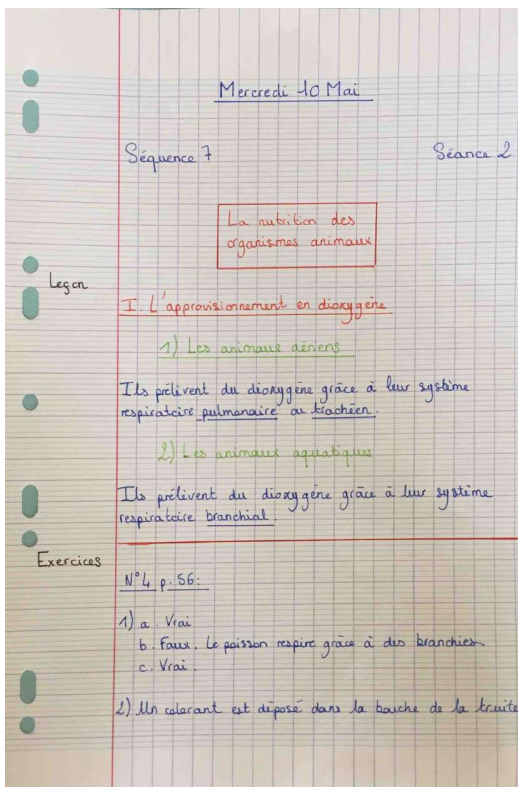 Mercredi 10 Mai
Séquence 7 Séance 2
La nutrition des
organismes animaux
Leçon
I. L'approvisionnement en dioxygène
1) Les animaux aériens
Ils prélèvent du dioxygène grâce à leur système
respiratoire pulmonaire ou trachéen.
2) Les animaux aquatiques
Ils prélèvent du dioxygène grâce à leur système
respiratoire branchial.
Exercices
N°4 p. 56:
1) a. Vrai
b. Faux. Le poisson respire grâce à des branchies
c. Vrai.
2) Un colorant est déposé dans la bouche de la truite